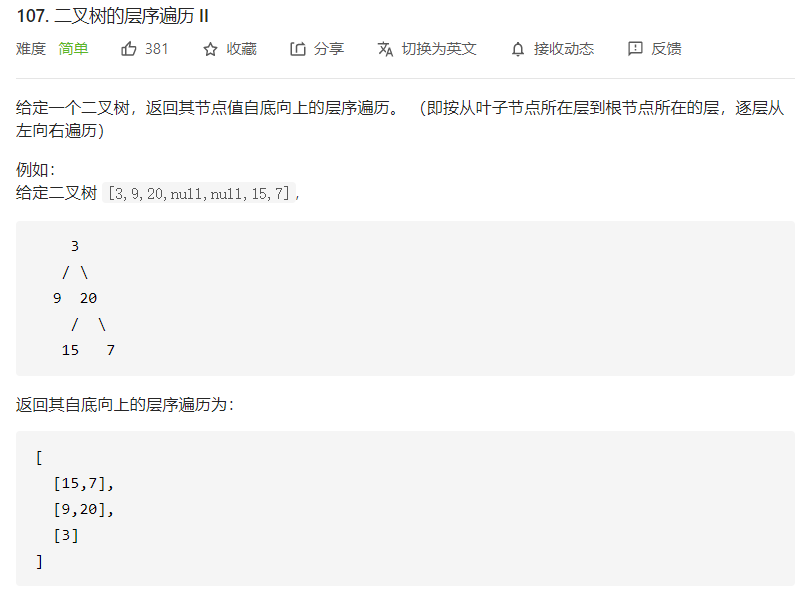 107. 二叉树的层序遍历 II
难度 简单 381 收藏 分享 切换为英文 接收动态 反馈
给定一个二叉树，返回其节点值自底向上的层序遍历。 （即按从叶子节点所在层到根节点所在的层，逐层从
左向右遍历）
例如：
给定二叉树 [3,9,20,null,null,15,7],
3
/ \
9 20
/ \
15 7
返回其自底向上的层序遍历为：
[
[15,7],
[9,20],
[3]
]